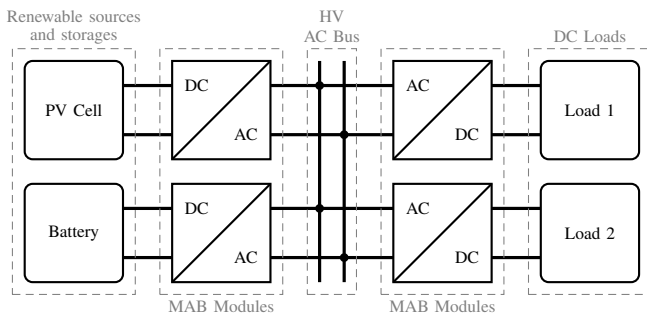 Renewable sources
and storages
HV
AC Bus
DC Loads
PV Cell
DC
AC
AC
DC
Load 1
Battery
DC
AC
AC
DC
Load 2
MAB Modules
MAB Modules